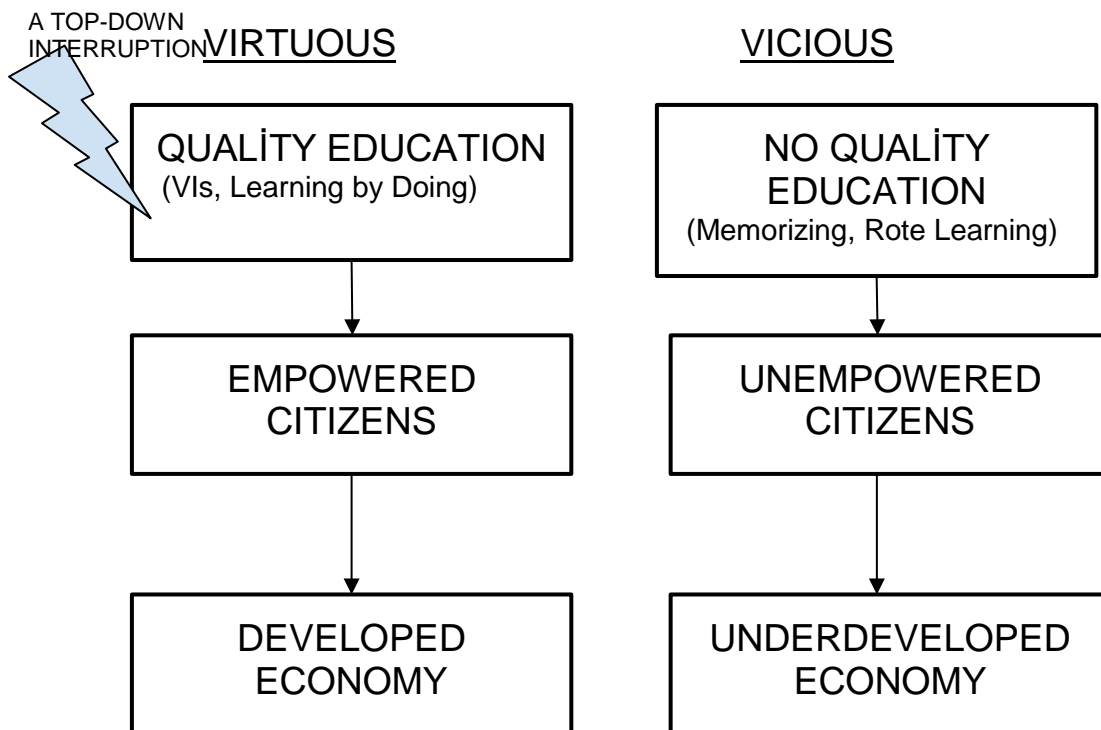 A TOP-DOWN
INTERRUPTION
VIRTUOUS
QUALİTY EDUCATION
(VIs, Learning by Doing)
EMPOWERED
CITIZENS
DEVELOPED
ECONOMY
VICIOUS
NO QUALİTY
EDUCATION
(Memorizing, Rote Learning)
UNEMPOWERED
CITIZENS
UNDERDEVELOPED
ECONOMY